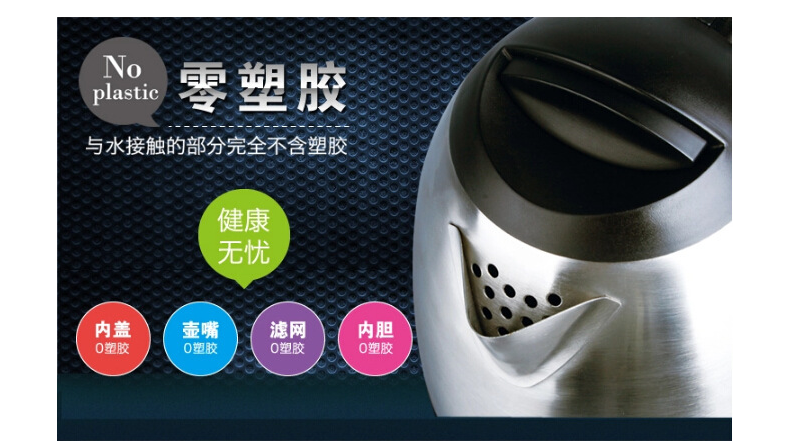 No
plastic
零塑胶
与水接触的部分完全不含塑胶
健康
无忧
内盖
0塑胶
壶嘴
0塑胶
滤网
0塑胶
内胆
0塑胶